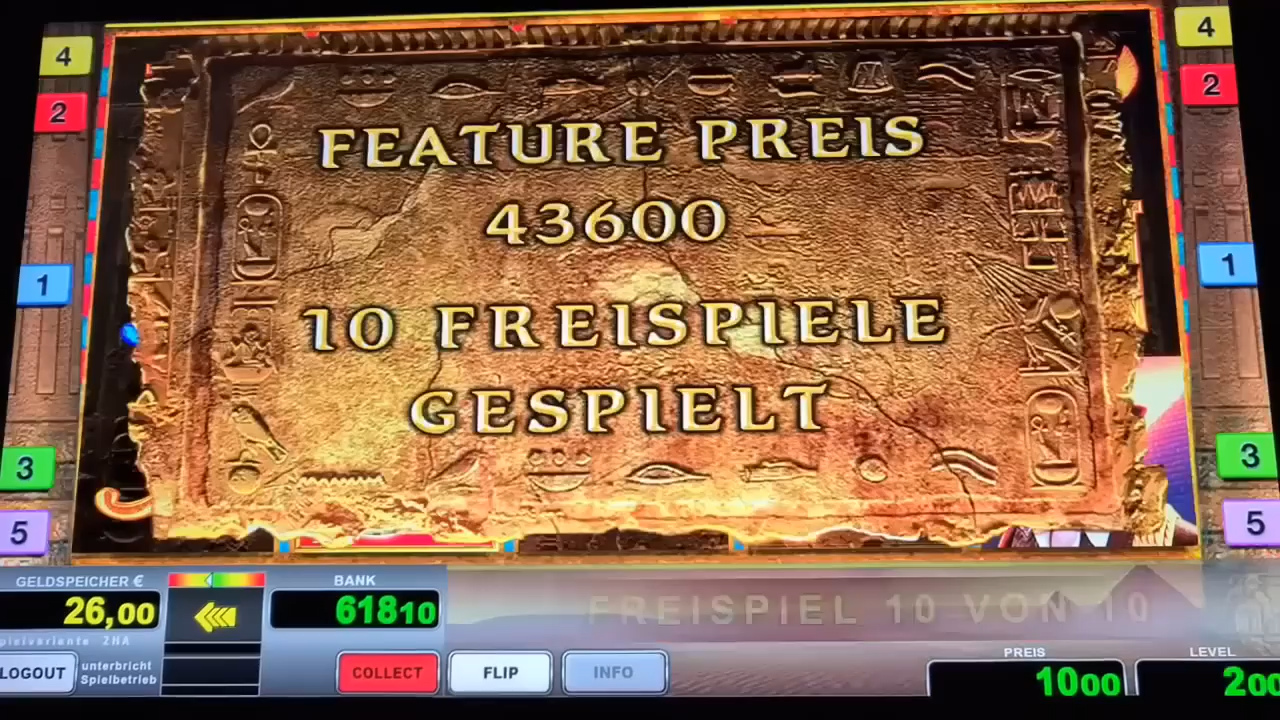 4
4
2
2
FEATURE PREIS
43600
1
1
10 FREISPIELE
GESPIELT
3
3
5
5
GELDSPEICHER €
BANK
26,00
61810
FREISPIEL 10 VON 10
2HA
PREIS
LEVEL
LOGOUT
unterbricht
Spielbetrieb
COLLECT
FLIP
INFO
1000
200